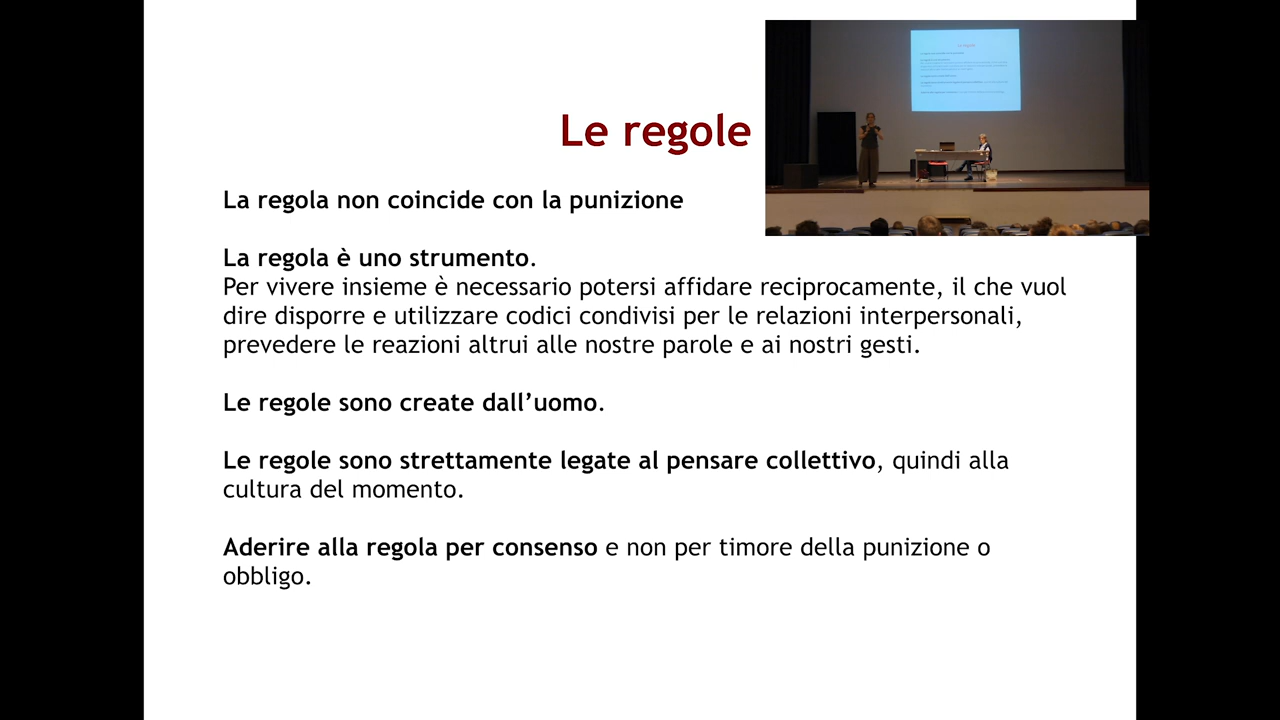 Le regole
La regola non coincide con la punizione
La regola è uno strumento.
Per vivere insieme è necessario potersi affidare reciprocamente, il che vuol
dire disporre e utilizzare codici condivisi per le relazioni interpersonali,
prevedere le reazioni altrui alle nostre parole e ai nostri gesti.
Le regole sono create dall’uomo.
Le regole sono strettamente legate al pensare collettivo, quindi alla
cultura del momento.
Aderire alla regola per consenso e non per timore della punizione o
obbligo.